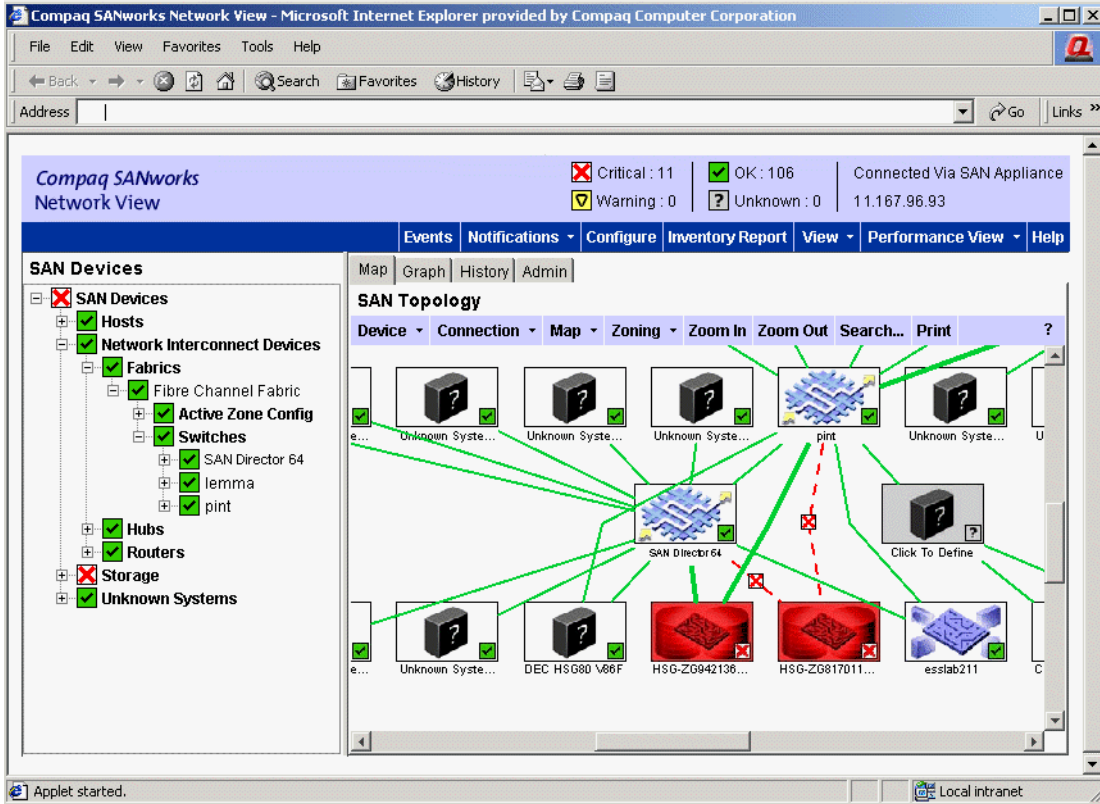 Compaq SANworks Network View - Microsoft Internet Explorer provided by Compaq Computer Corporation
File Edit View Favorites Tools Help
Back Search Favorites History
Address Go Links »
Compaq SANworks
Network View
Critical : 11 OK : 106 Connected Via SAN Appliance
Warning : 0 ? Unknown : 0 11.167.96.93
Events Notifications Configure Inventory Report View Performance View Help
SAN Devices
SAN Devices
Hosts
Network Interconnect Devices
Fabrics
Fibre Channel Fabric
Active Zone Config
Switches
SAN Director 64
lemma
pint
Hubs
Routers
Storage
Unknown Systems
Map Graph History Admin
SAN Topology
Device Connection Map Zoning Zoom In Zoom Out Search... Print ?
e... Unknown Syste... Unknown Syste... Unknown Syste... pint Unknown Syste... U
SAN Director 64 Click To Define
e... Unknown Syste... DEC HSG80 V86F HSG-ZG942136... HSG-ZG817011... esslab211 C
Applet started. Local intranet